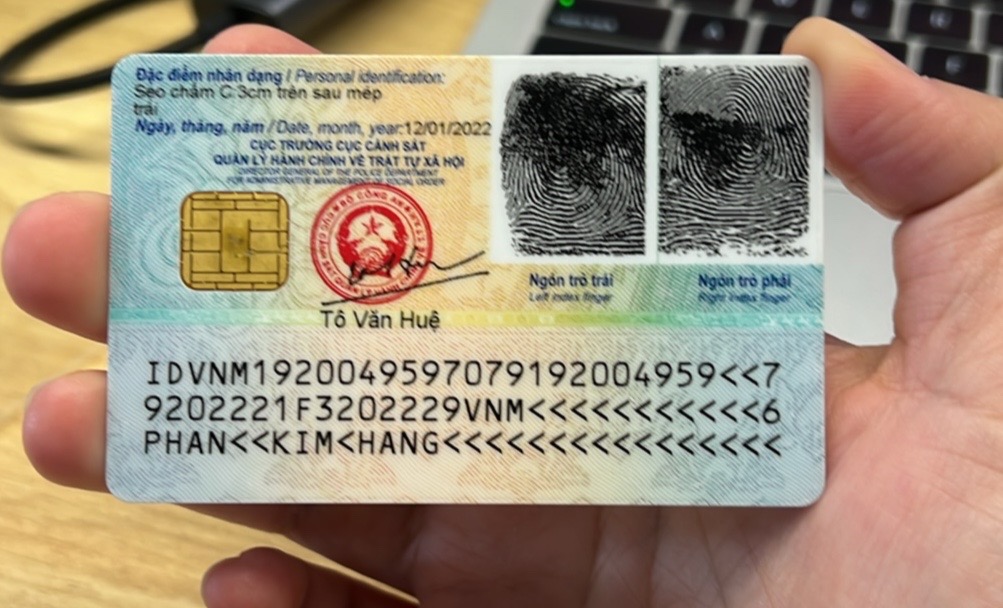 Đặc điểm nhân dạng / Personal identification:
Sẹo chấm C:3cm trên sau mép
trái
Ngày, tháng, năm / Date, month, year:12/01/2022
CỤC TRƯỞNG CỤC CẢNH SÁT
QUẢN LÝ HÀNH CHÍNH VỀ TRẬT TỰ XÃ HỘI
DIRECTOR GENERAL OF THE POLICE DEPARTMENT
FOR ADMINISTRATIVE MANAGEMENT OF SOCIAL ORDER
Ngón trỏ trái
Left index finger
Ngón trỏ phải
Right index finger
Tô Văn Huệ
IDVNM1920049597079192004959<<7
9202221F3202229VNM<<<<<<<<<<<6
PHAN<<KIM<HANG<<<<<<<<<<<<<<<<